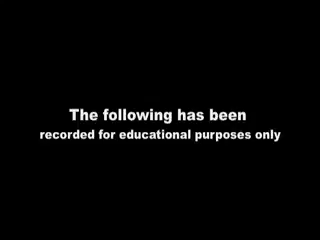 The following has been
recorded for educational purposes only